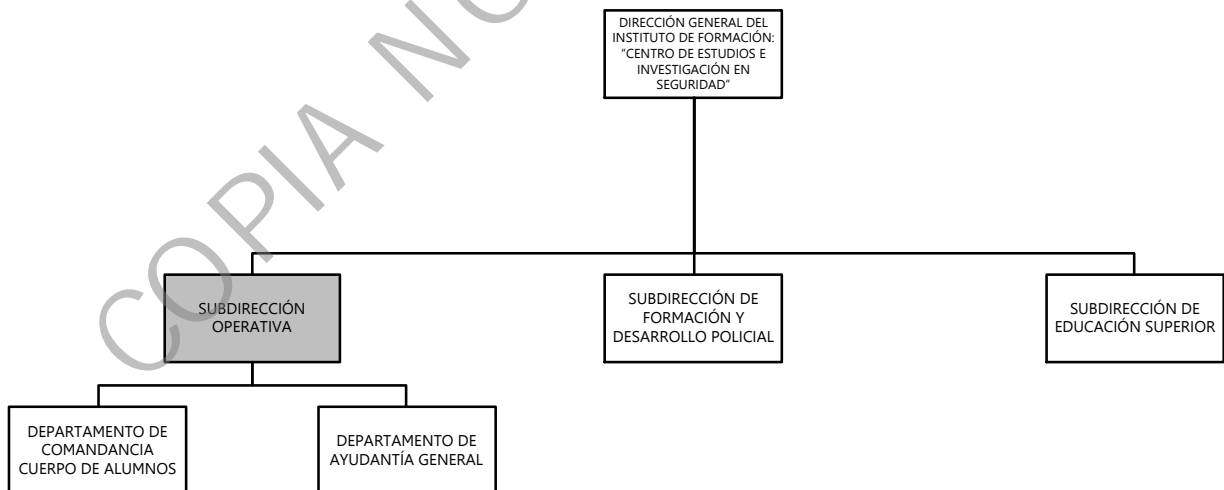 DIRECCIÓN GENERAL DEL
INSTITUTO DE FORMACIÓN:
“CENTRO DE ESTUDIOS E
INVESTIGACIÓN EN
SEGURIDAD”
SUBDIRECCIÓN
OPERATIVA
SUBDIRECCIÓN DE
FORMACIÓN Y
DESARROLLO POLICIAL
SUBDIRECCIÓN DE
EDUCACIÓN SUPERIOR
DEPARTAMENTO DE
COMANDANCIA
CUERPO DE ALUMNOS
DEPARTAMENTO DE
AYUDANTÍA GENERAL
COPIA